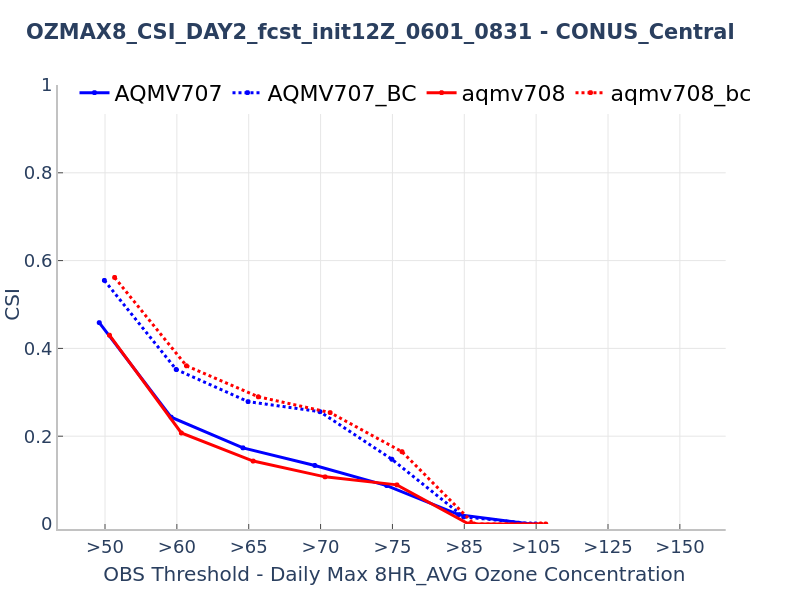 OZMAX8_CSI_DAY2_fcst_init12Z_0601_0831 - CONUS_Central
AQMV707 AQMV707_BC aqmv708 aqmv708_bc
1
0.8
0.6
0.4
0.2
0
CSI
>50 >60 >65 >70 >75 >85 >105 >125 >150
OBS Threshold - Daily Max 8HR_AVG Ozone Concentration